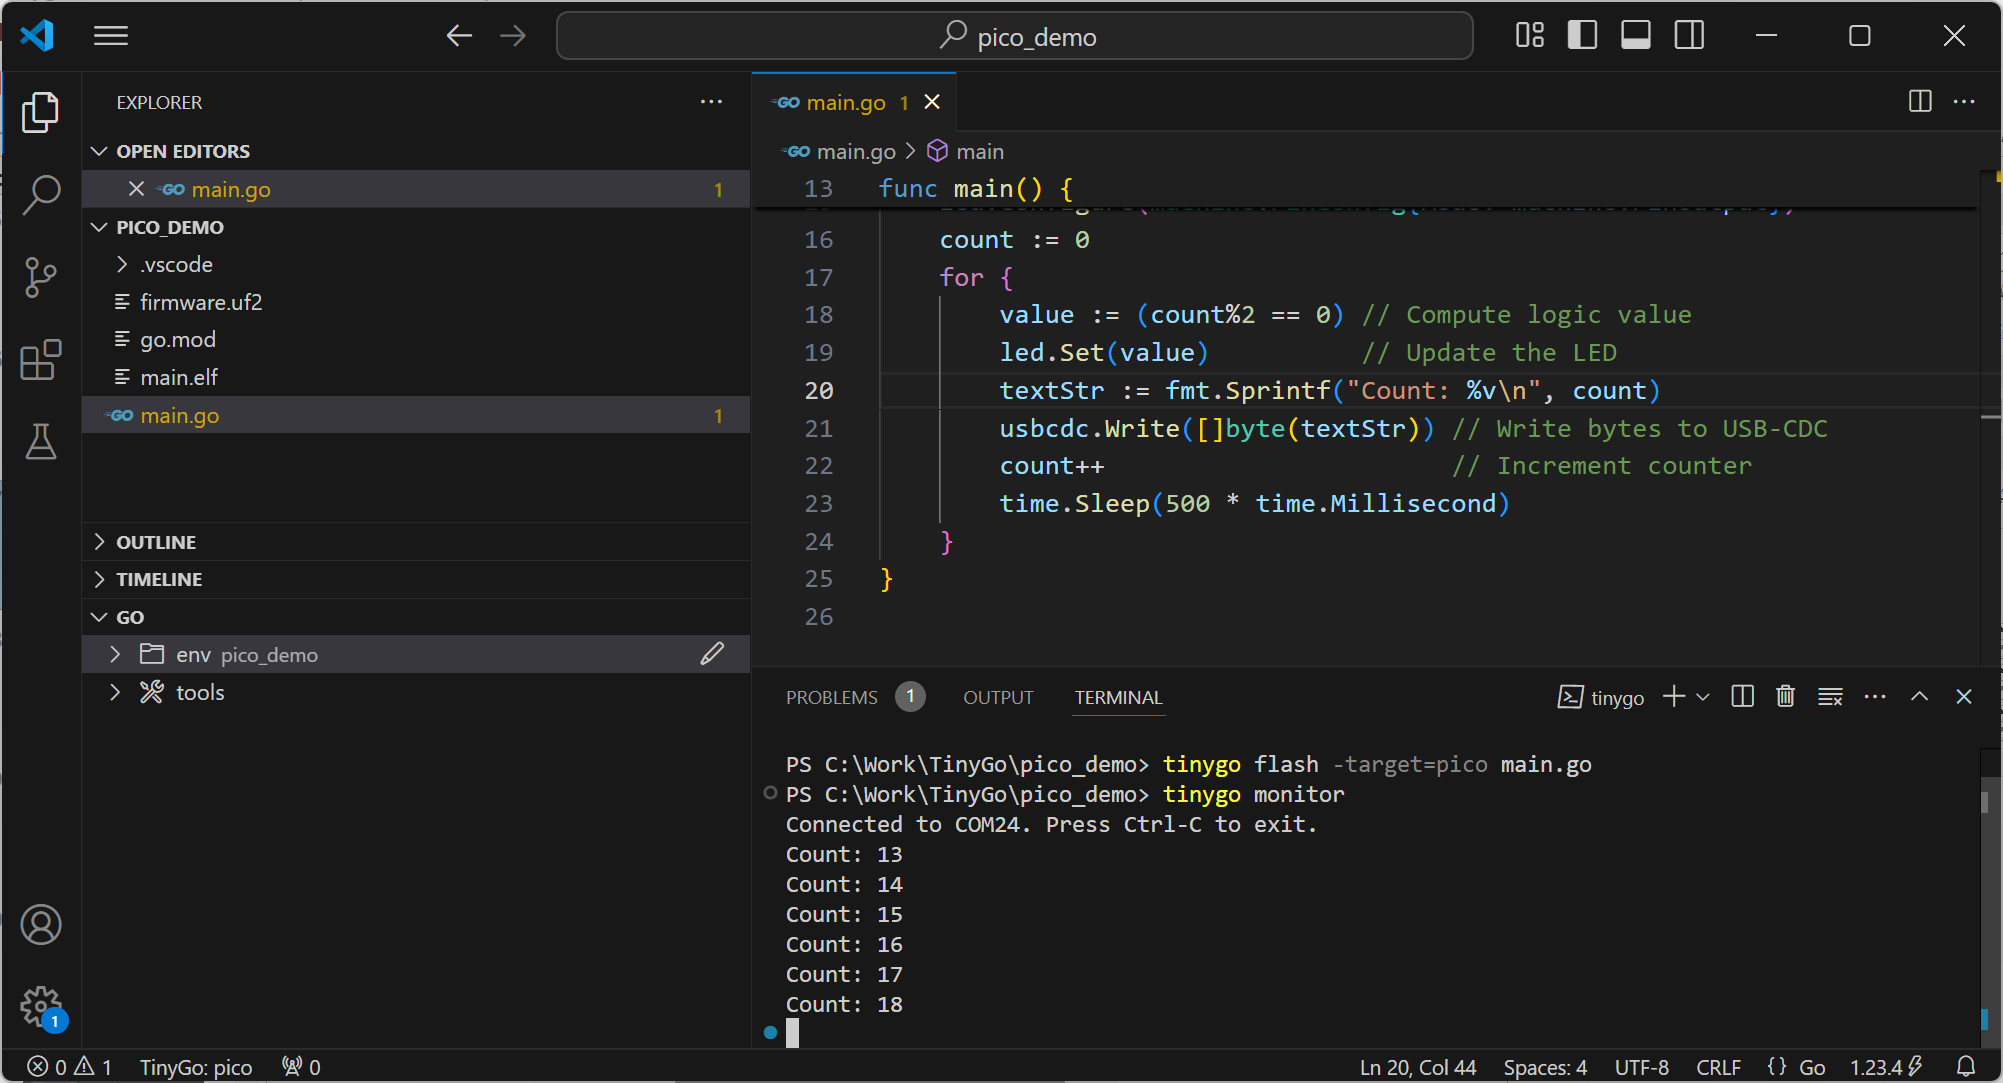 pico_demo
EXPLORER
OPEN EDITORS
main.go 1
PICO_DEMO
.vscode
firmware.uf2
go.mod
main.elf
main.go 1
OUTLINE
TIMELINE
GO
env pico_demo
tools
main.go 1
main.go > main
13 func main() {
16 count := 0
17 for {
18 value := (count%2 == 0) // Compute logic value
19 led.Set(value) // Update the LED
20 textStr := fmt.Sprintf("Count: %v\n", count)
21 usbcdc.Write([]byte(textStr)) // Write bytes to USB-CDC
22 count++ // Increment counter
23 time.Sleep(500 * time.Millisecond)
24 }
25 }
26
PROBLEMS 1 OUTPUT TERMINAL
tinygo
PS C:\Work\TinyGo\pico_demo> tinygo flash -target=pico main.go
PS C:\Work\TinyGo\pico_demo> tinygo monitor
Connected to COM24. Press Ctrl-C to exit.
Count: 13
Count: 14
Count: 15
Count: 16
Count: 17
Count: 18
1
0 1 TinyGo: pico 0
Ln 20, Col 44 Spaces: 4 UTF-8 CRLF {} Go 1.23.4